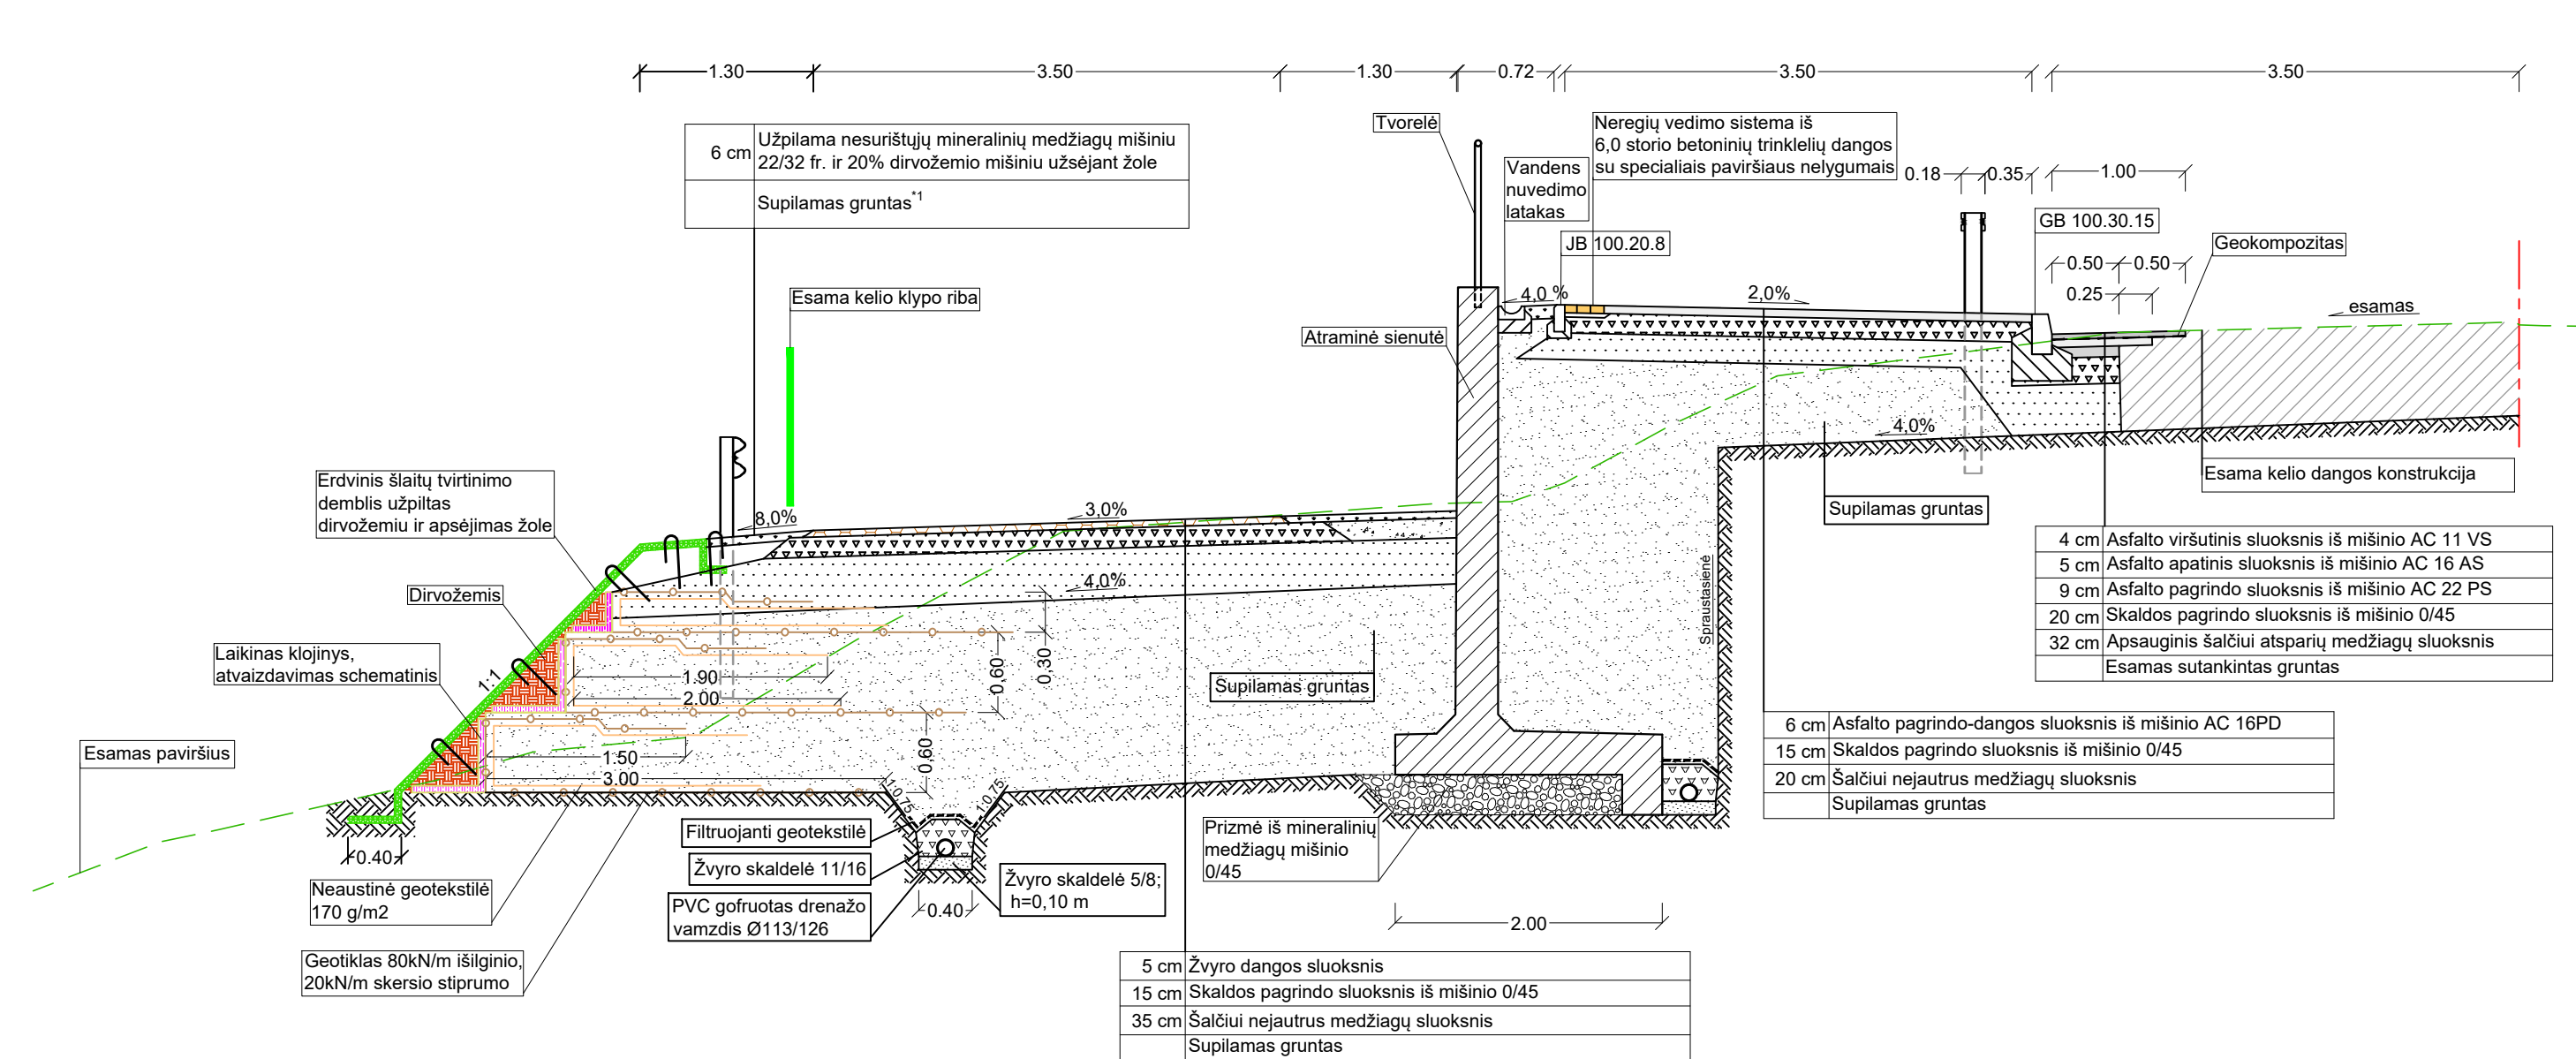 1.30
3.50
1.30
0.72
3.50
3.50
6 cm
Užpilama nesurištųjų mineralinių medžiagų mišiniu
22/32 fr. ir 20% dirvožemio mišiniu užsėjant žole
Supilamas gruntas*1
Tvorelė
Vandens
nuvedimo
latakas
Neregių vedimo sistema iš
6,0 storio betoninių trinklelių dangos
su specialiais paviršiaus nelygumais
0.18
0.35
1.00
JB 100.20.8
GB 100.30.15
Geokompozitas
0.50
0.50
0.25
Esama kelio klypo riba
Atraminė sienutė
4,0 %
2,0%
esamas
4,0%
Erdvinis šlaitų tvirtinimo
demblis užpiltas
dirvožemiu ir apsėjimas žole
8,0%
3,0%
4,0%
Supilamas gruntas
Esama kelio dangos konstrukcija
Dirvožemis
Laikinas klojinys,
atvaizdavimas schematinis
1:1
1.90
2.00
0,60
0,30
Supilamas gruntas
Spraustasienė
4 cm Asfalto viršutinis sluoksnis iš mišinio AC 11 VS
5 cm Asfalto apatinis sluoksnis iš mišinio AC 16 AS
9 cm Asfalto pagrindo sluoksnis iš mišinio AC 22 PS
20 cm Skaldos pagrindo sluoksnis iš mišinio 0/45
32 cm Apsauginis šalčiui atsparių medžiagų sluoksnis
Esamas sutankintas gruntas
Esamas paviršius
1.50
3.00
0,60
1:0.75
1:0.75
6 cm Asfalto pagrindo-dangos sluoksnis iš mišinio AC 16PD
15 cm Skaldos pagrindo sluoksnis iš mišinio 0/45
20 cm Šalčiui nejautrus medžiagų sluoksnis
Supilamas gruntas
0.40
Filtruojanti geotekstilė
Žvyro skaldelė 11/16
PVC gofruotas drenažo
vamzdis Ø113/126
0.40
Žvyro skaldelė 5/8;
h=0,10 m
Prizmė iš mineralinių
medžiagų mišinio
0/45
2.00
Neaustinė geotekstilė
170 g/m2
Geotiklas 80kN/m išilginio,
20kN/m skersio stiprumo
5 cm Žvyro dangos sluoksnis
15 cm Skaldos pagrindo sluoksnis iš mišinio 0/45
35 cm Šalčiui nejautrus medžiagų sluoksnis
Supilamas gruntas